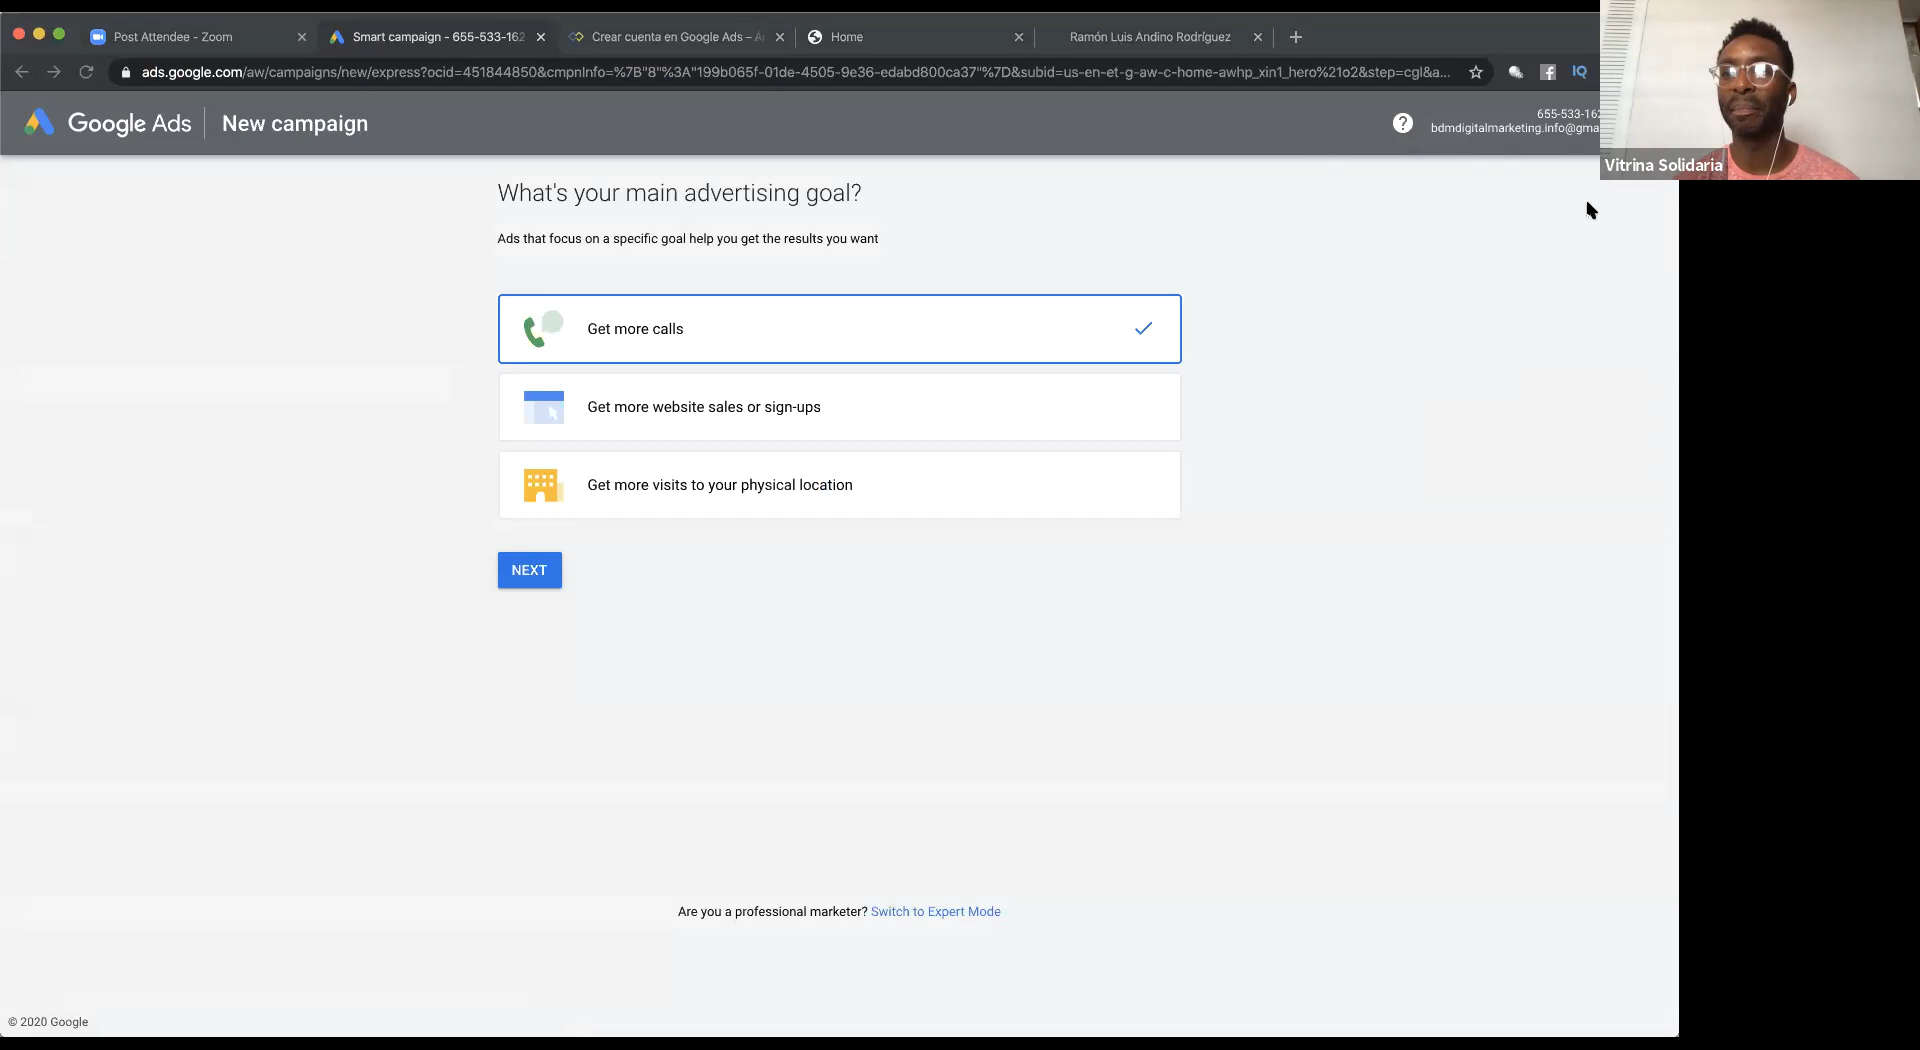 Post Attendee - Zoom
Smart campaign - 655-533-162
Crear cuenta en Google Ads –
Home
Ramón Luis Andino Rodríguez
ads.google.com/aw/campaigns/new/express?ocid=451844850&cmpnInfo=%7B"8"%3A"199b065f-01de-4505-9e36-edabd800ca37"%7D&subid=us-en-et-g-aw-c-home-awhp_xin1_hero%21o2&step=cgl&a...
IQ
Google Ads
New campaign
655-533-162
bdmdigitalmarketing.info@gma
Vitrina Solidaria
What's your main advertising goal?
Ads that focus on a specific goal help you get the results you want
Get more calls
Get more website sales or sign-ups
Get more visits to your physical location
NEXT
Are you a professional marketer? Switch to Expert Mode
© 2020 Google